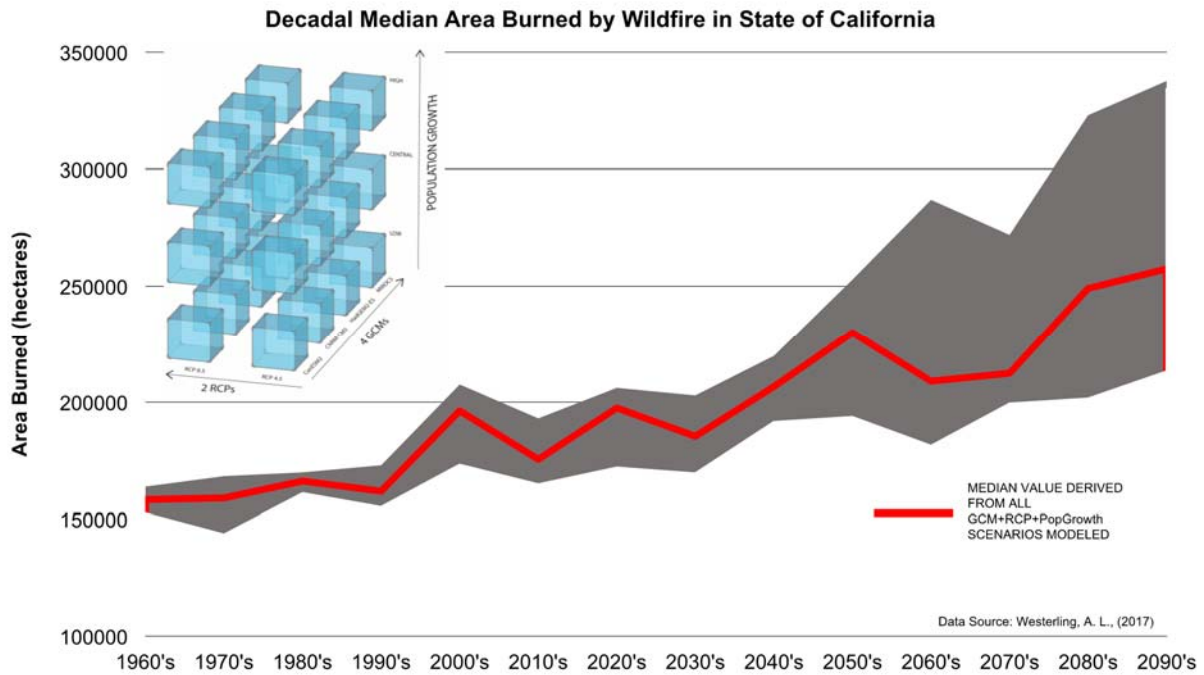 Decadal Median Area Burned by Wildfire in State of California
350000
300000
250000
200000
150000
100000
Area Burned (hectares)
HIGH
CENTRAL
LOW
POPULATION GROWTH
MIROC5
4 GCMs
CanESM2
RCP 8.5
RCP 4.5
2 RCPs
MEDIAN VALUE DERIVED
FROM ALL
GCM+RCP+PopGrowth
SCENARIOS MODELED
Data Source: Westerling, A. L., (2017)
1960's 1970's 1980's 1990's 2000's 2010's 2020's 2030's 2040's 2050's 2060's 2070's 2080's 2090's